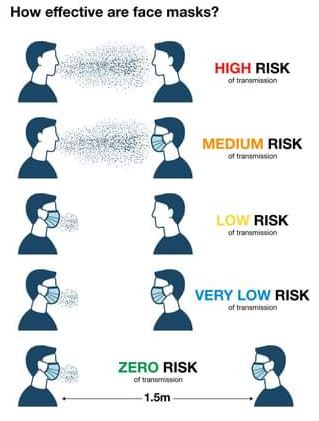 How effective are face masks?
HIGH RISK
of transmission
MEDIUM RISK
of transmission
LOW RISK
of transmission
VERY LOW RISK
of transmission
ZERO RISK
of transmission
1.5m